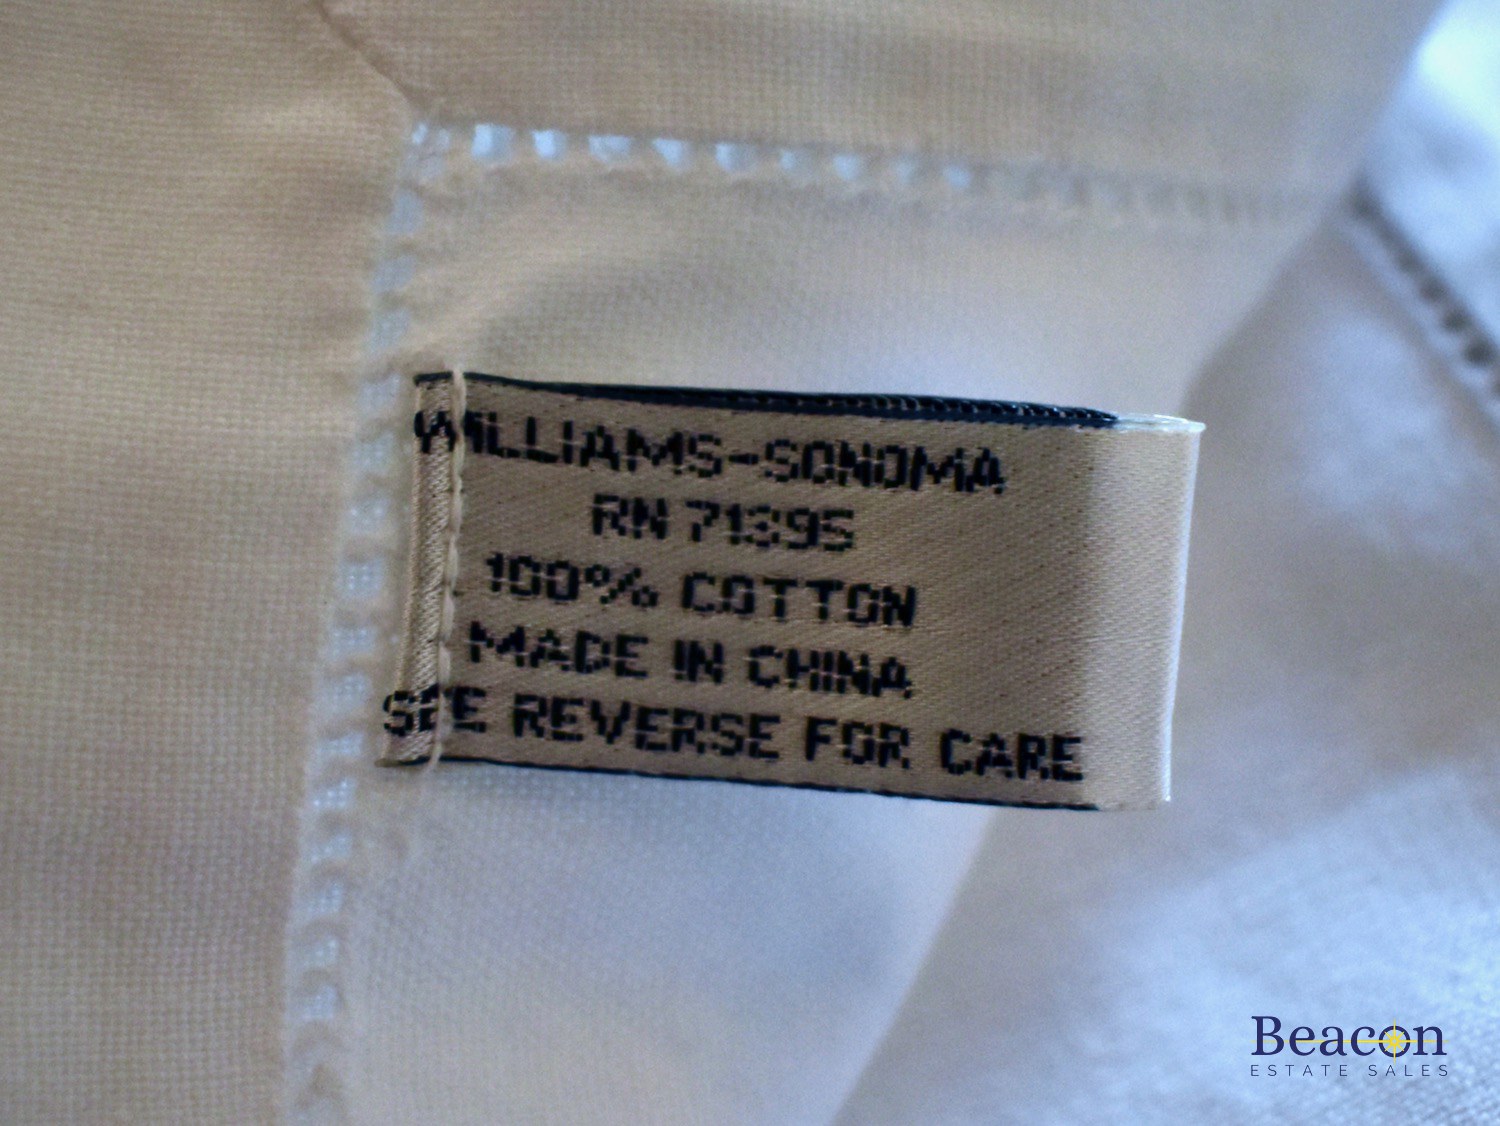 WILLIAMS-SONOMA
RN 71395
100% COTTON
MADE IN CHINA
SEE REVERSE FOR CARE
Beacon
ESTATE SALES